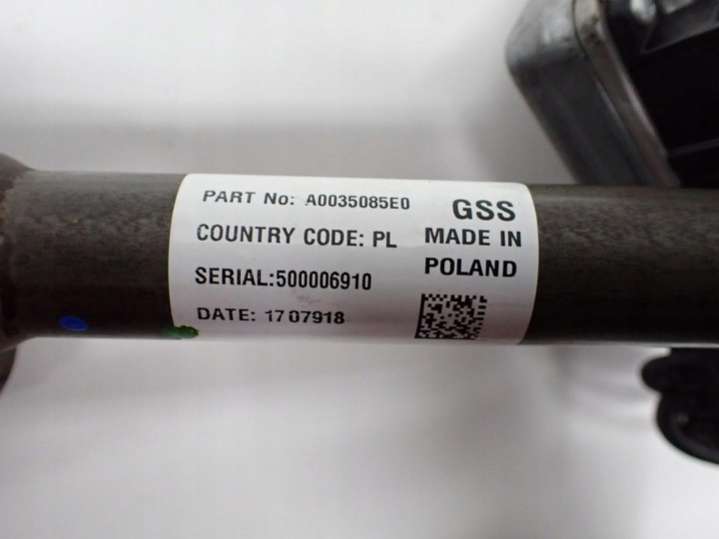 PART No: A0035085E0
COUNTRY CODE: PL
SERIAL:500006910
DATE: 1707918
GSS
MADE IN
POLAND